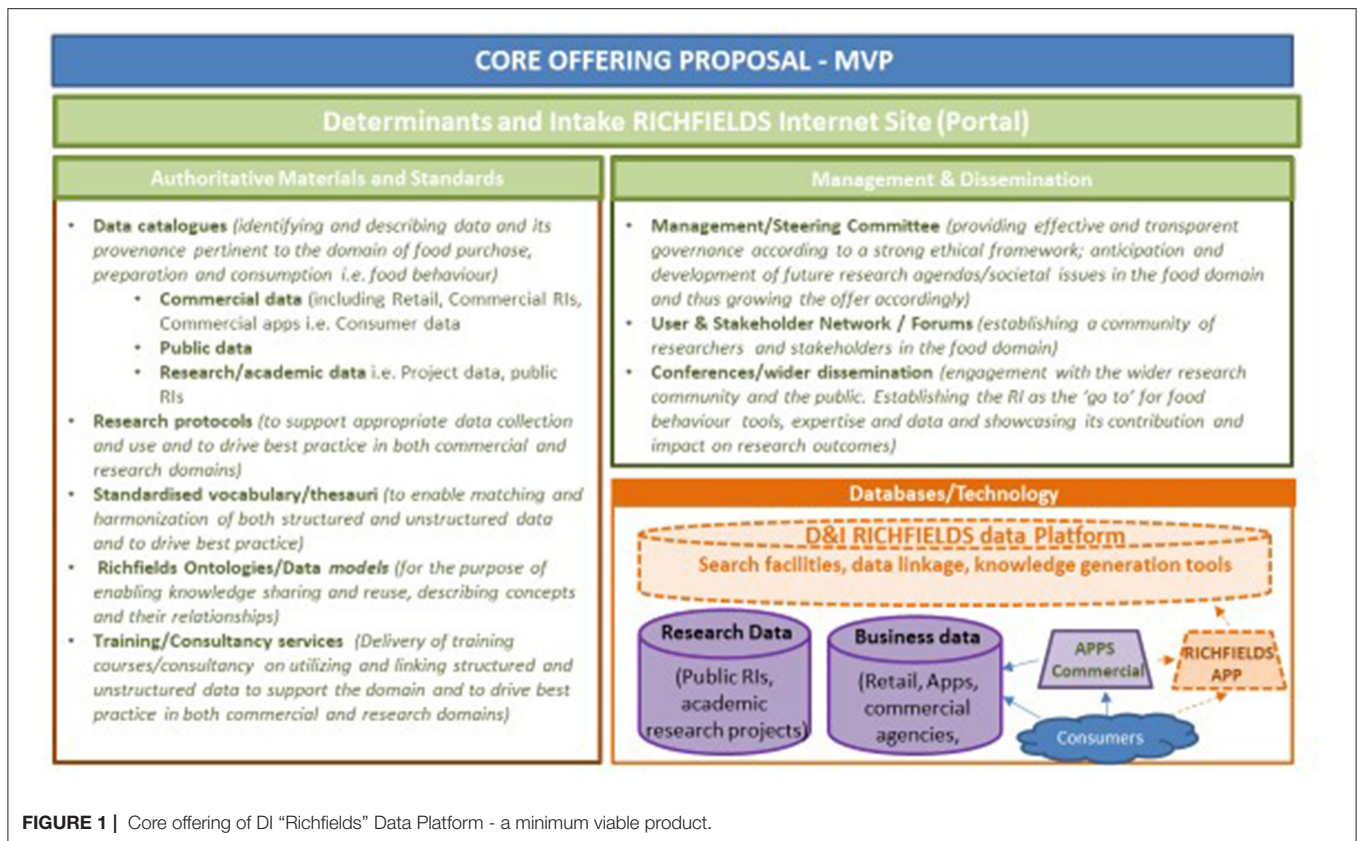 CORE OFFERING PROPOSAL - MVP
Determinants and Intake RICHFIELDS Internet Site (Portal)
Authoritative Materials and Standards
• Data catalogues (identifying and describing data and its
provenance pertinent to the domain of food purchase,
preparation and consumption i.e. food behaviour)
• Commercial data (including Retail, Commercial RIs,
Commercial apps i.e. Consumer data
• Public data
• Research/academic data i.e. Project data, public
RIs
• Research protocols (to support appropriate data collection
and use and to drive best practice in both commercial and
research domains)
• Standardised vocabulary/thesauri (to enable matching and
harmonization of both structured and unstructured data
and to drive best practice)
• Richfields Ontologies/Data models (for the purpose of
enabling knowledge sharing and reuse, describing concepts
and their relationships)
• Training/Consultancy services (Delivery of training
courses/consultancy on utilizing and linking structured and
unstructured data to support the domain and to drive best
practice in both commercial and research domains)
Management & Dissemination
• Management/Steering Committee (providing effective and transparent
governance according to a strong ethical framework; anticipation and
development of future research agendas/societal issues in the food domain
and thus growing the offer accordingly)
• User & Stakeholder Network / Forums (establishing a community of
researchers and stakeholders in the food domain)
• Conferences/wider dissemination (engagement with the wider research
community and the public. Establishing the RI as the 'go to' for food
behaviour tools, expertise and data and showcasing its contribution and
impact on research outcomes)
Databases/Technology
D&I RICHFIELDS data Platform
Search facilities, data linkage, knowledge generation tools
Research Data
(Public RIs,
academic
research projects)
Business data
(Retail, Apps,
commercial
agencies,
APPS
Commercial
RICHFIELDS
APP
Consumers
FIGURE 1 | Core offering of DI "Richfields" Data Platform - a minimum viable product.